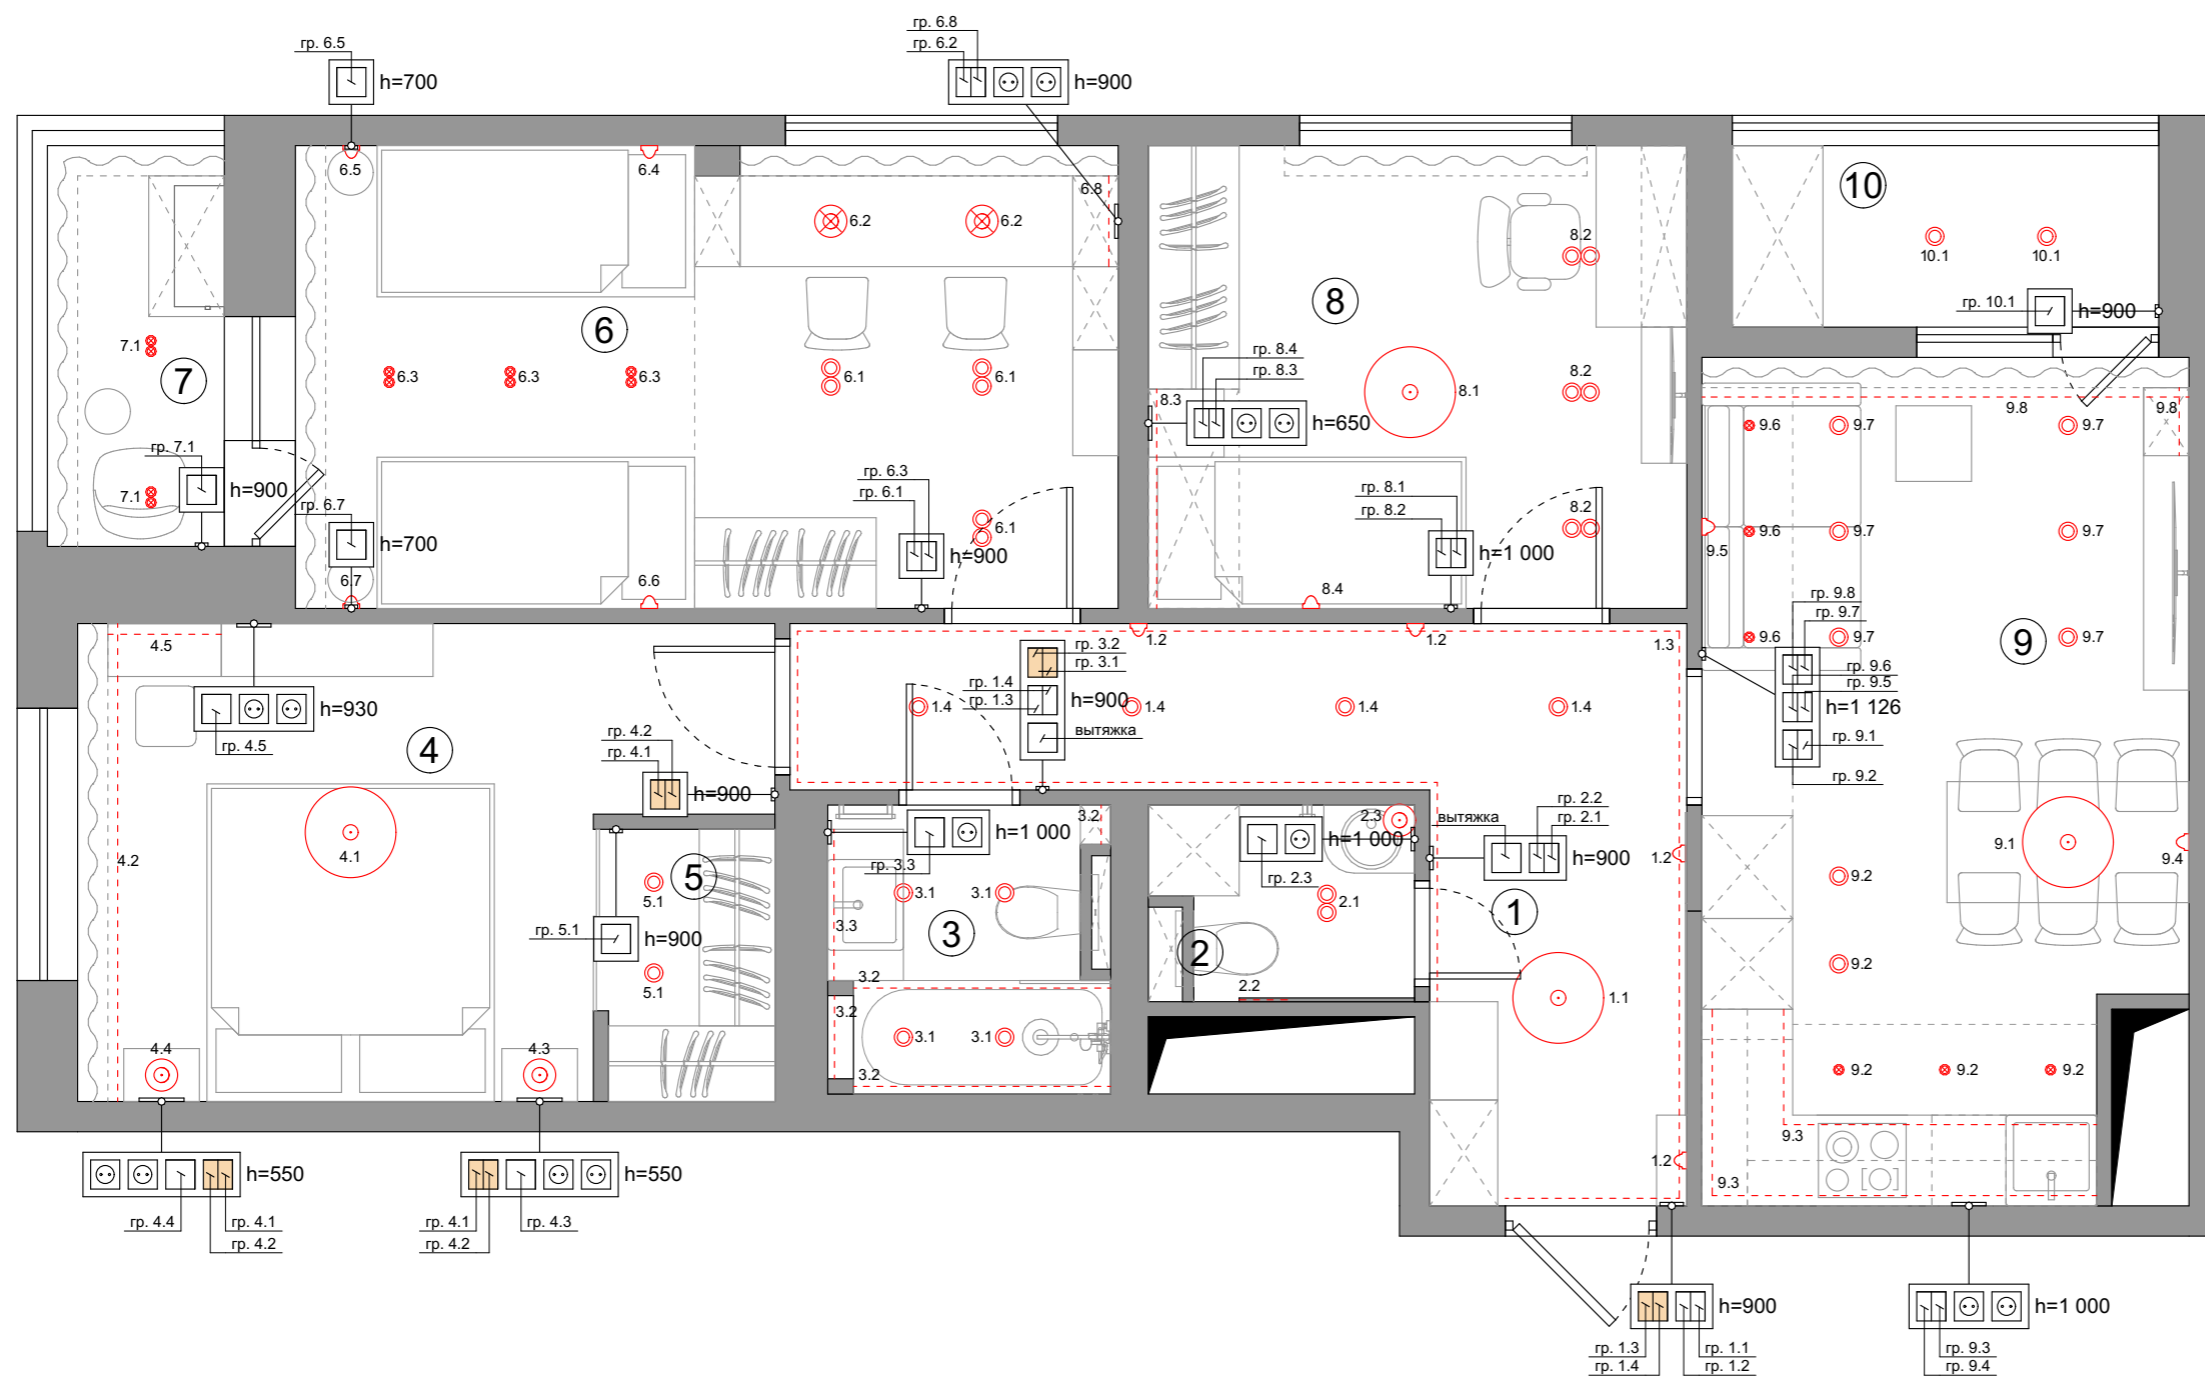 гр. 6.8
гр. 6.2
h=900
гр. 6.5
h=700
6.5
6.4
6.8
6.2
6.2
6
6.3
6.3
6.3
6.1
6.1
6.1
гр. 6.3
гр. 6.1
h=900
гр. 6.7
h=700
6.7
6.6
7.1
7
гр. 7.1
7.1
h=900
8.2
8
гр. 8.4
гр. 8.3
8.3
h=650
8.1
8.2
гр. 8.1
гр. 8.2
h=1 000
8.2
8.4
10
10.1
10.1
гр. 10.1
h=900
9.8
9.8
9.6
9.7
9.7
9.5
9.6
9.7
9.7
гр. 9.8
гр. 9.7
9.6
9.7
9.7
9
гр. 9.6
гр. 9.5
h=1 126
гр. 9.1
гр. 9.2
9.1
9.4
9.2
9.2
9.2
9.2
9.2
9.3
9.3
гр. 9.3
гр. 9.4
h=1 000
4.5
h=930
гр. 4.5
4
гр. 4.2
гр. 4.1
h=900
4.2
4.1
4.4
4.3
h=550
гр. 4.4
гр. 4.1
гр. 4.2
h=550
гр. 4.1
гр. 4.2
гр. 4.3
5
5.1
гр. 5.1
h=900
5.1
гр. 3.2
гр. 3.1
гр. 1.4
гр. 1.3
h=900
вытяжка
1.2
1.2
1.3
1.4
1.4
1.4
1.4
3.2
h=1 000
гр. 3.3
3.1
3.1
3.3
3
3.2
3.2
3.1
3.1
3.2
2.3
h=1 000
гр. 2.3
2.1
2
2.2
вытяжка
гр. 2.2
гр. 2.1
h=900
1.2
1
1.1
1.2
h=900
гр. 1.3
гр. 1.4
гр. 1.1
гр. 1.2